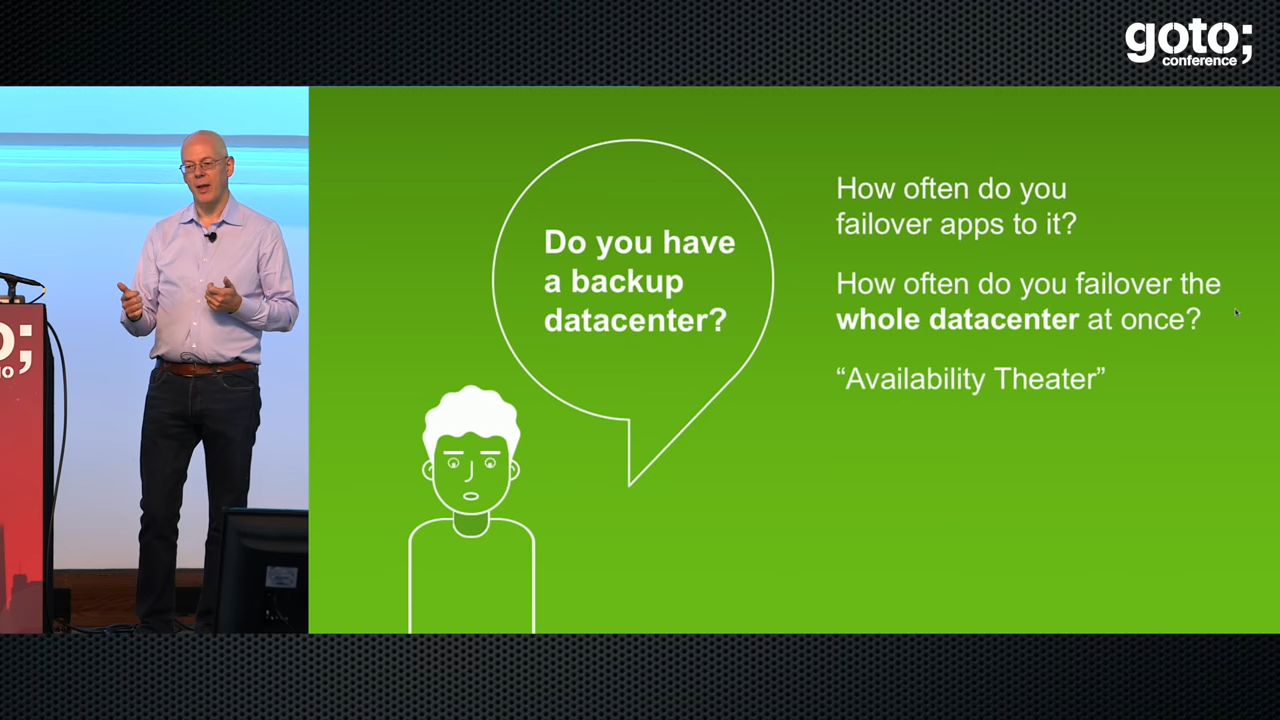 goto;
conference
Do you have
a backup
datacenter?
How often do you
failover apps to it?
How often do you failover the
whole datacenter at once?
“Availability Theater”